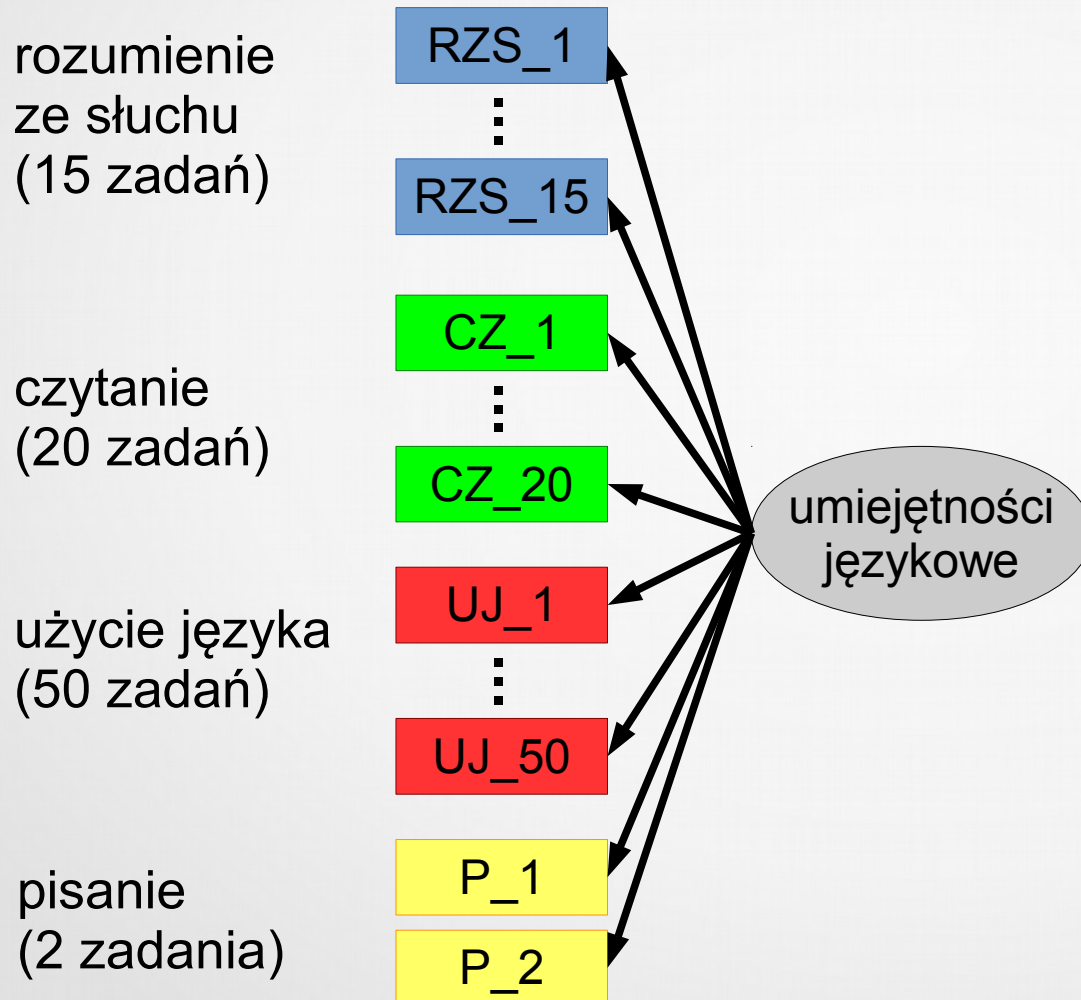 rozumienie
ze słuchu
(15 zadań)
RZS_1
RZS_15
czytanie
(20 zadań)
CZ_1
CZ_20
użycie języka
(50 zadań)
UJ_1
UJ_50
pisanie
(2 zadania)
P_1
P_2
umiejętności
językowe